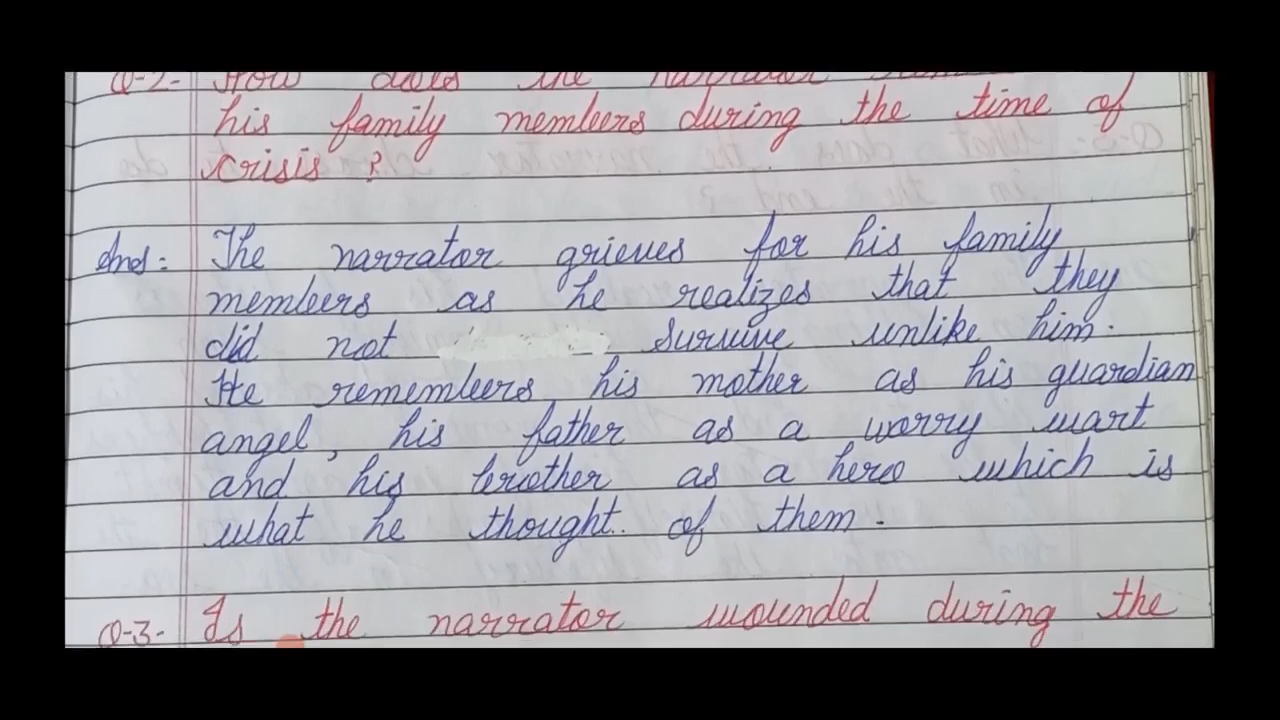 Q-2- How does the narrator
his family members during the time of
crisis ?
Ans: The narrator grieves for his family
members as he realizes that they
did not survive unlike him.
He remembers his mother as his guardian
angel, his father as a worry wart
and his brother as a hero which is
what he thought. of them.
Q-3- Is the narrator wounded during the